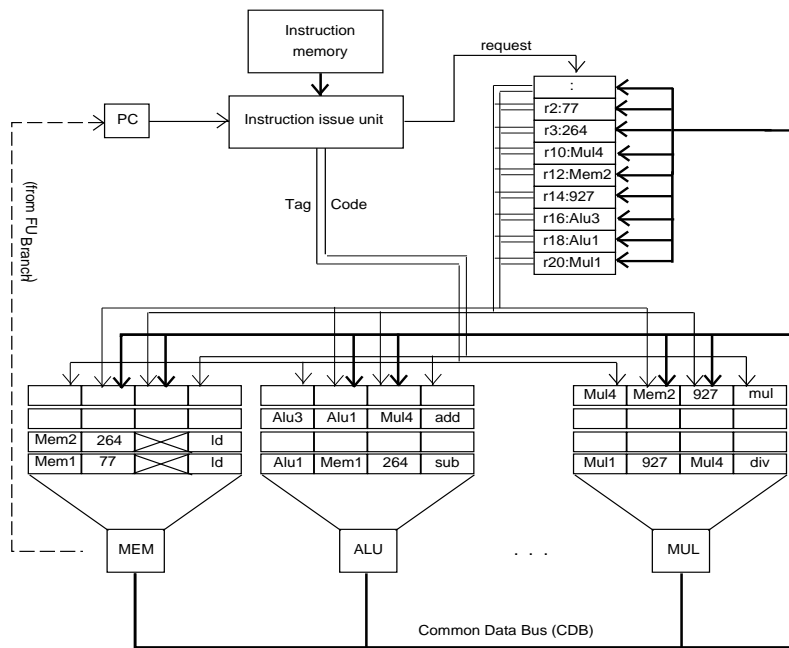 Instruction
memory
request
:
PC
Instruction issue unit
r2:77
r3:264
r10:Mul4
r12:Mem2
r14:927
r16:Alu3
r18:Alu1
r20:Mul1
Tag Code
(from FU Branch)
Mul4 Mem2 927 mul
Alu3 Alu1 Mul4 add
Mem2 264 ld
Mem1 77 ld
Alu1 Mem1 264 sub
Mul1 927 Mul4 div
MEM
ALU
. . .
MUL
Common Data Bus (CDB)